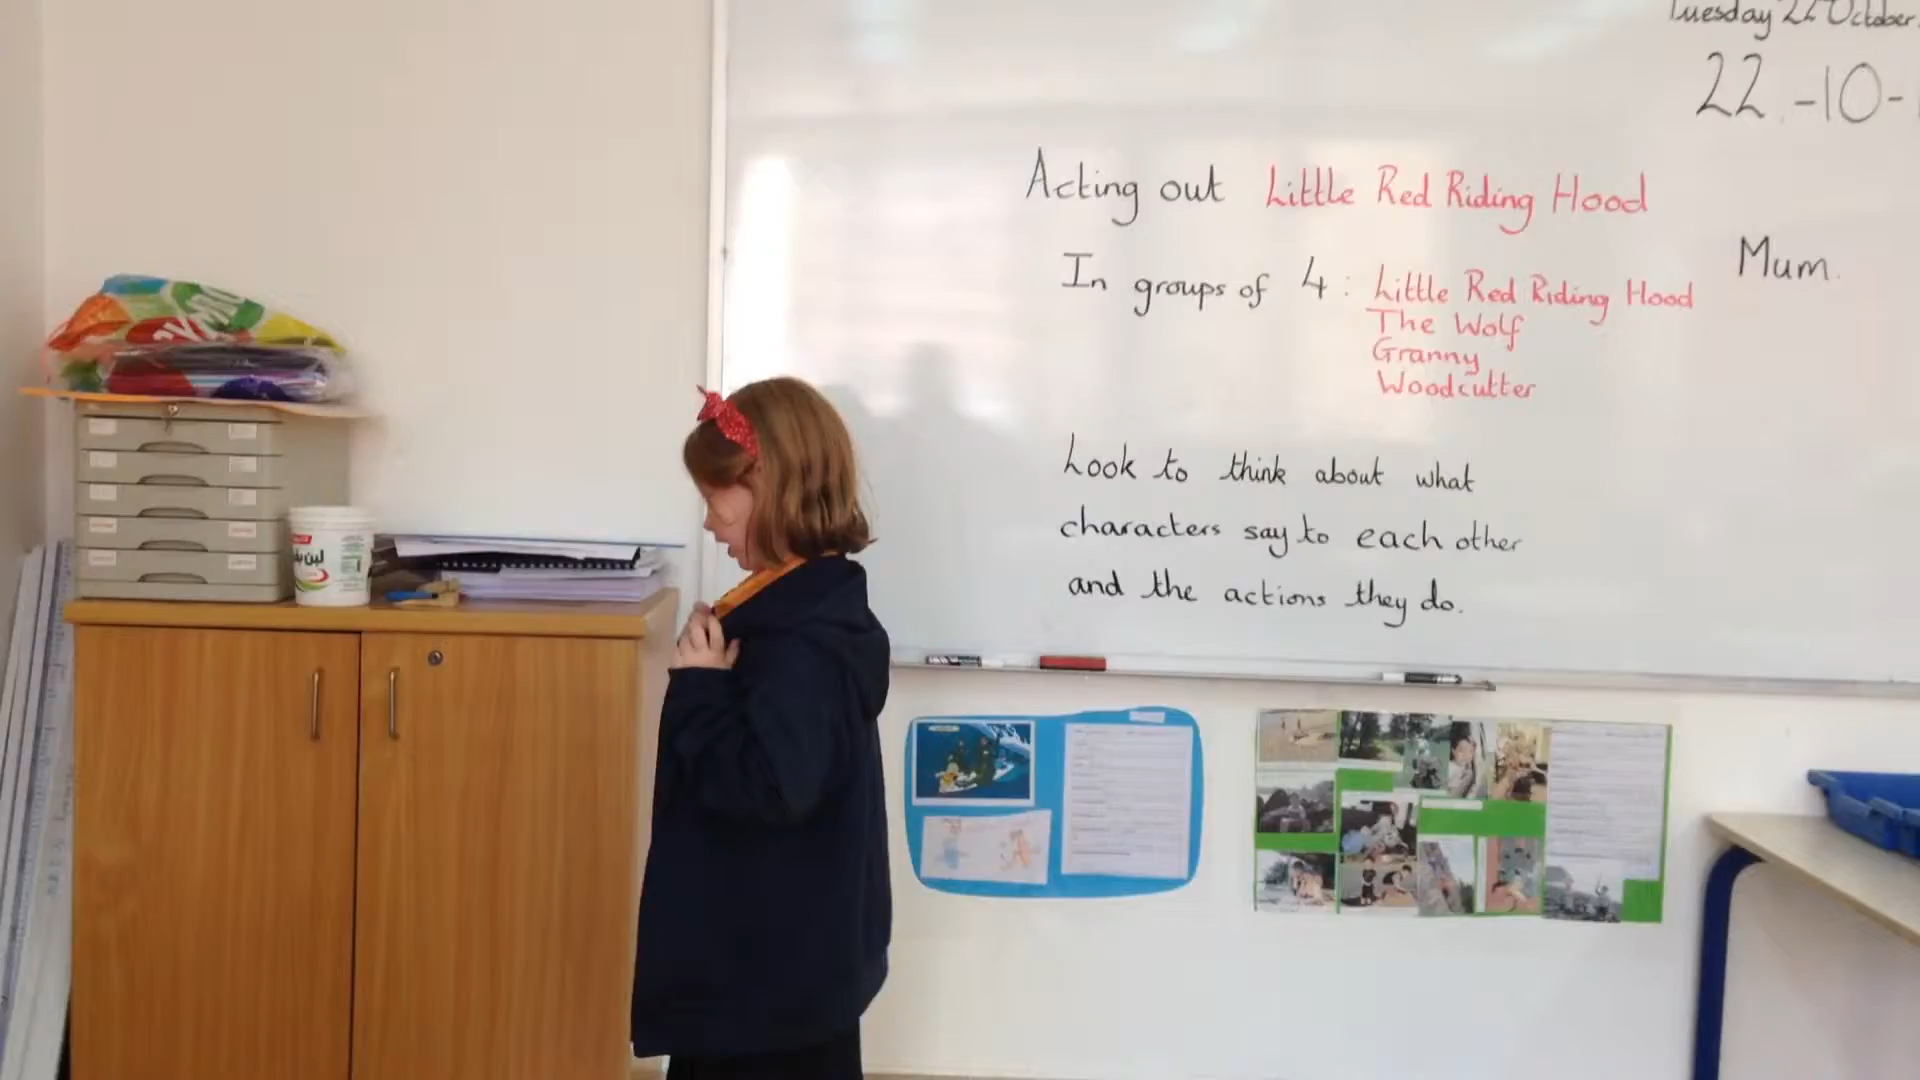 Tuesday 22 October
22-10-
Acting out Little Red Riding Hood
Mum.
In groups of 4: Little Red Riding Hood
The Wolf
Granny
Woodcutter
Look to think about what
characters say to each other
and the actions they do.